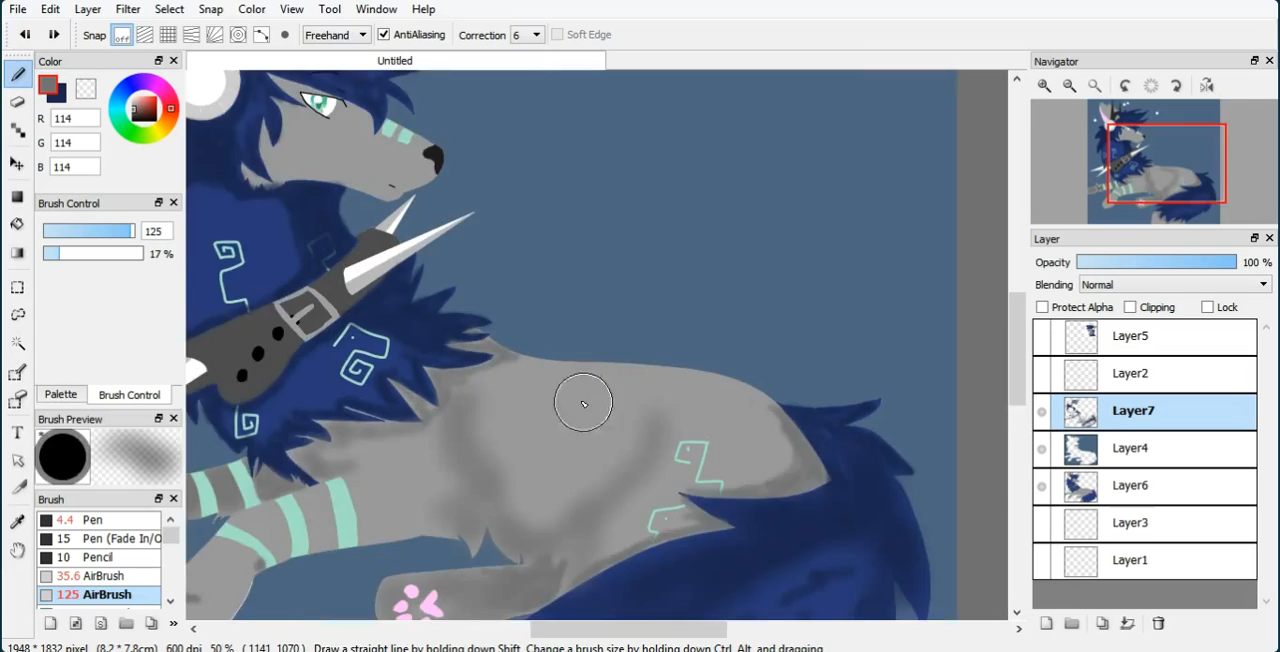 File Edit Layer Filter Select Snap Color View Tool Window Help
Snap off Freehand AntiAliasing Correction 6 Soft Edge
Color
Untitled
Navigator
R 114
G 114
B 114
Brush Control
125
17 %
Palette Brush Control
Brush Preview
Brush
4.4 Pen
15 Pen (Fade In/O
10 Pencil
35.6 AirBrush
125 AirBrush
Layer
Opacity 100 %
Blending Normal
Protect Alpha Clipping Lock
Layer5
Layer2
Layer7
Layer4
Layer6
Layer3
Layer1
1948 * 1832 pixel (8.2 * 7.8cm) 600 dpi 50 % ( 1141, 1070 ) Draw a straight line by holding down Shift, Change a brush size by holding down Ctrl, Alt, and dragging